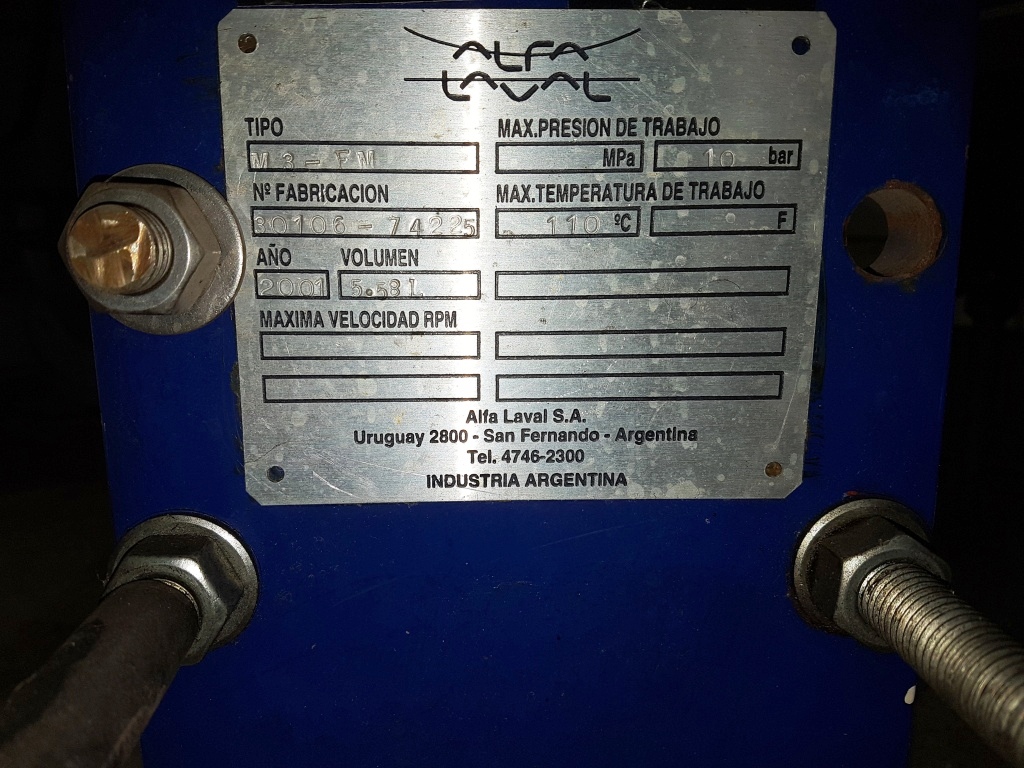 ALFA
LAVAL
TIPO
M3-FM
MAX.PRESION DE TRABAJO
MPa
10 bar
Nº FABRICACION
30106-74225
MAX.TEMPERATURA DE TRABAJO
110 ºC
F
AÑO
2001
VOLUMEN
5.58L
MAXIMA VELOCIDAD RPM
Alfa Laval S.A.
Uruguay 2800 - San Fernando - Argentina
Tel. 4746-2300
INDUSTRIA ARGENTINA